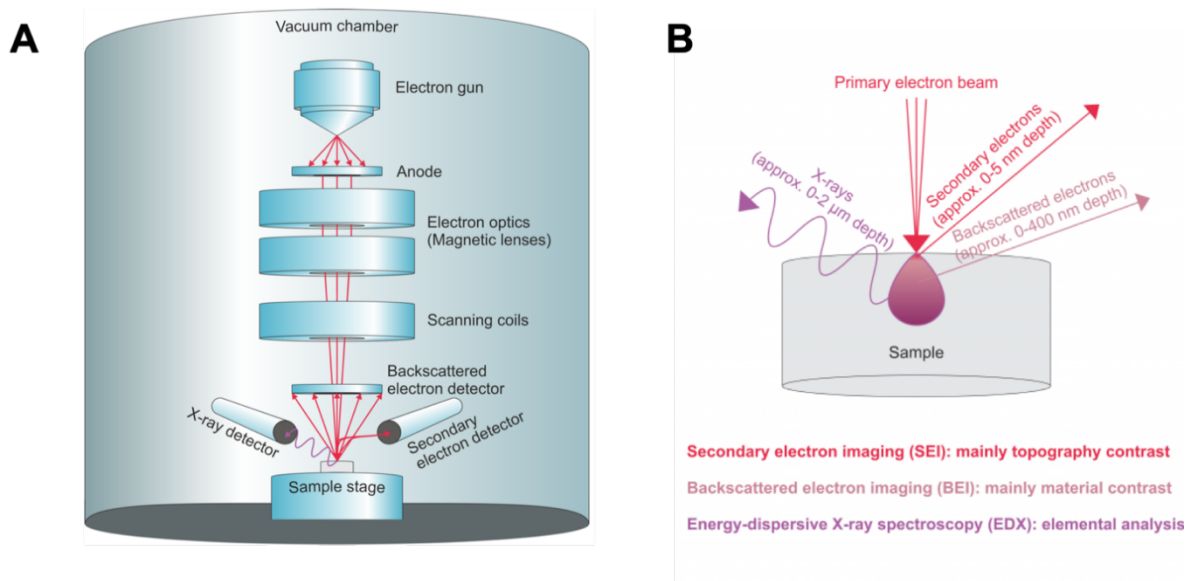 A
Vacuum chamber
Electron gun
Anode
Electron optics
(Magnetic lenses)
Scanning coils
Backscattered
electron detector
X-ray detector
Secondary
electron detector
Sample stage
B
Primary electron beam
X-rays
(approx. 0-2 µm depth)
Secondary electrons
(approx. 0-5 nm depth)
Backscattered electrons
(approx. 0-400 nm depth)
Sample
Secondary electron imaging (SEI): mainly topography contrast
Backscattered electron imaging (BEI): mainly material contrast
Energy-dispersive X-ray spectroscopy (EDX): elemental analysis